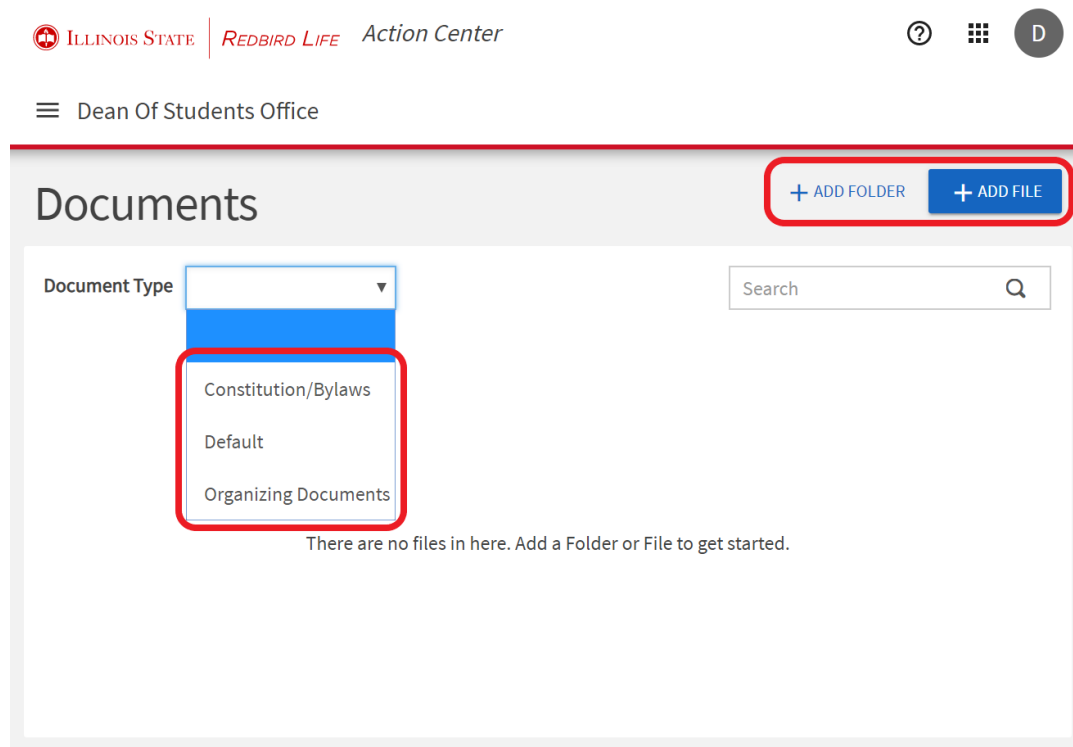 ILLINOIS STATE REDBIRD LIFE Action Center D
Dean Of Students Office
Documents
+ ADD FOLDER + ADD FILE
Document Type
Search
Constitution/Bylaws
Default
Organizing Documents
There are no files in here. Add a Folder or File to get started.